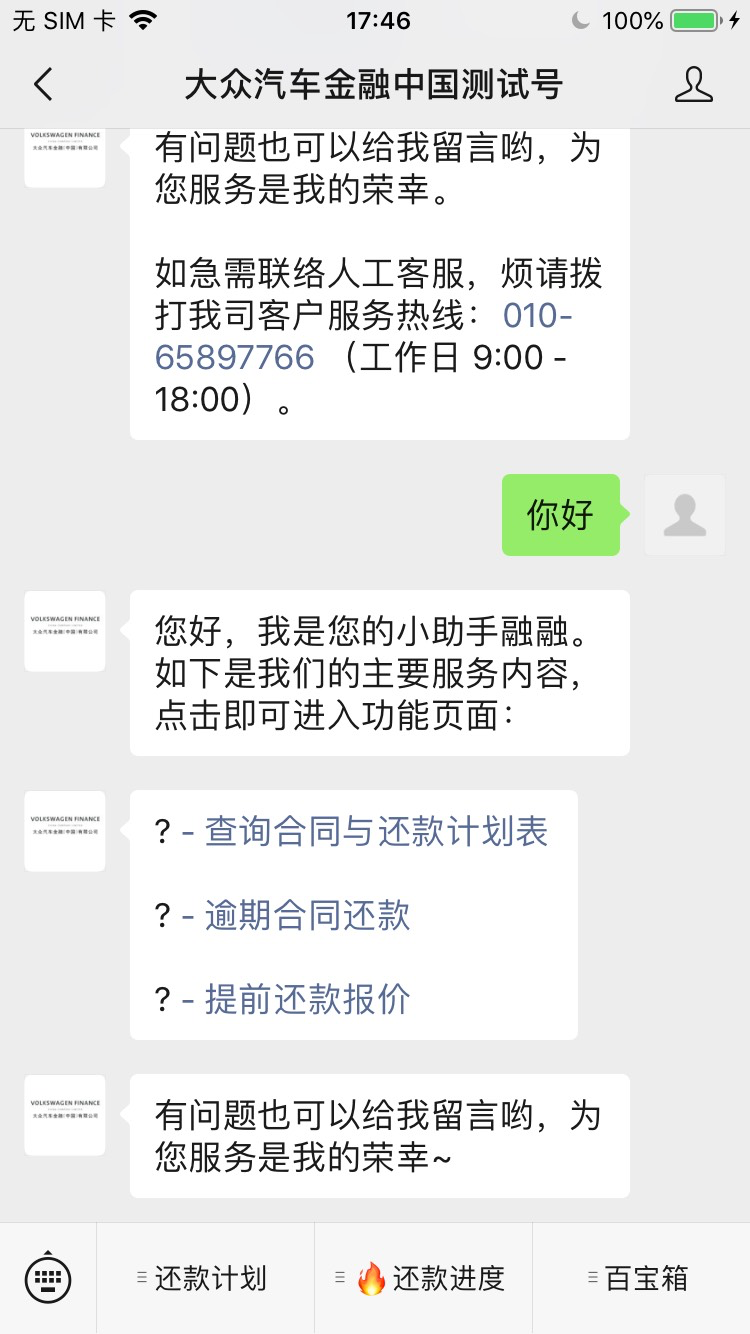 无 SIM 卡
17:46
100%
大众汽车金融中国测试号
VOLKSWAGEN FINANCE
大众汽车金融(中国)有限公司
有问题也可以给我留言哟，为
您服务是我的荣幸。
如急需联络人工客服，烦请拨
打我司客户服务热线：010-
65897766 （工作日 9:00 -
18:00）。
你好
VOLKSWAGEN FINANCE
大众汽车金融(中国)有限公司
您好，我是您的小助手融融。
如下是我们的主要服务内容，
点击即可进入功能页面：
VOLKSWAGEN FINANCE
大众汽车金融(中国)有限公司
? - 查询合同与还款计划表
? - 逾期合同还款
? - 提前还款报价
VOLKSWAGEN FINANCE
大众汽车金融(中国)有限公司
有问题也可以给我留言哟，为
您服务是我的荣幸~
还款计划
🔥还款进度
百宝箱